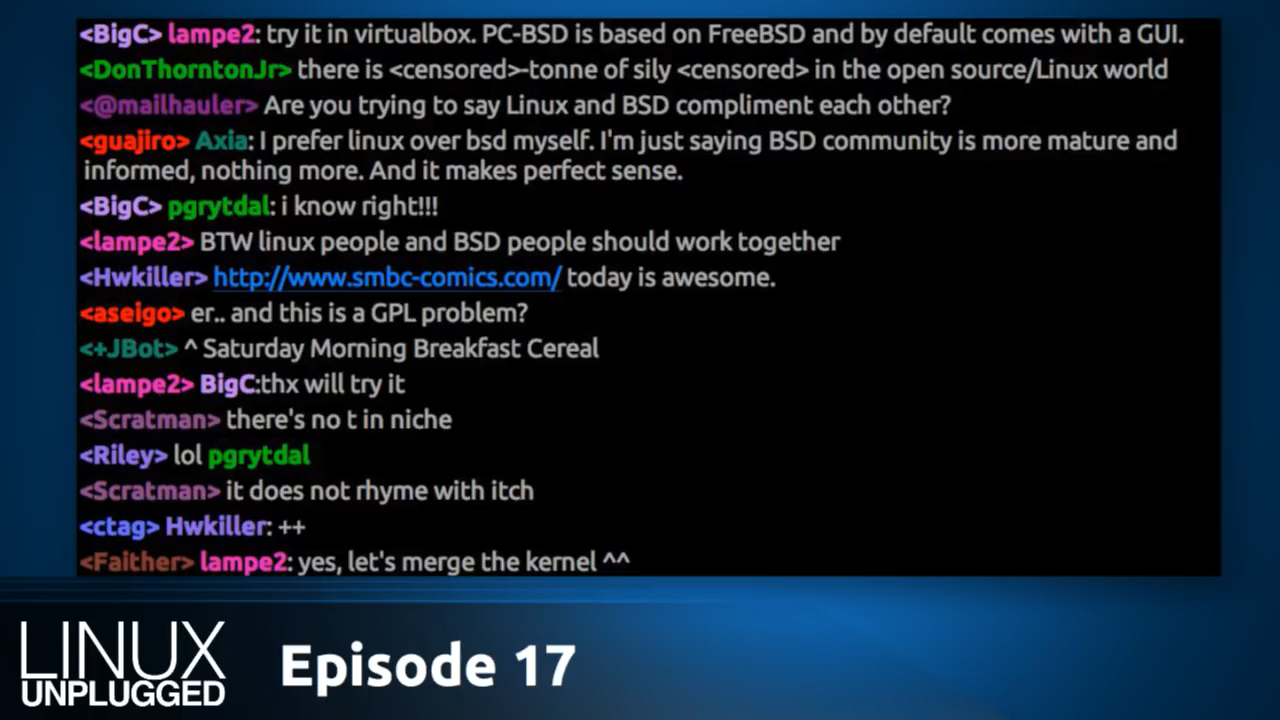 <BigC> lampe2: try it in virtualbox. PC-BSD is based on FreeBSD and by default comes with a GUI.
<DonThorntonJr> there is <censored>-tonne of sily <censored> in the open source/Linux world
<@mailhauler> Are you trying to say Linux and BSD compliment each other?
<guajiro> Axia: I prefer linux over bsd myself. I'm just saying BSD community is more mature and
informed, nothing more. And it makes perfect sense.
<BigC> pgrytdal: i know right!!!
<lampe2> BTW linux people and BSD people should work together
<Hwkiller> http://www.smbc-comics.com/ today is awesome.
<aseigo> er.. and this is a GPL problem?
<+JBot> ^ Saturday Morning Breakfast Cereal
<lampe2> BigC:thx will try it
<Scratman> there's no t in niche
<Riley> lol pgrytdal
<Scratman> it does not rhyme with itch
<ctag> Hwkiller: ++
<Faither> lampe2: yes, let's merge the kernel ^^
LINUX
UNPLUGGED
Episode 17